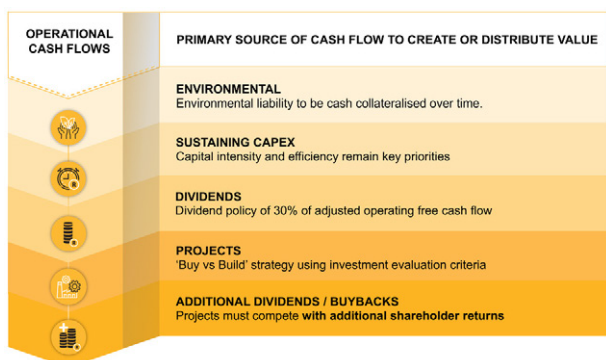 OPERATIONAL
CASH FLOWS
PRIMARY SOURCE OF CASH FLOW TO CREATE OR DISTRIBUTE VALUE
ENVIRONMENTAL
Environmental liability to be cash collateralised over time.
SUSTAINING CAPEX
Capital intensity and efficiency remain key priorities
DIVIDENDS
Dividend policy of 30% of adjusted operating free cash flow
PROJECTS
‘Buy vs Build’ strategy using investment evaluation criteria
ADDITIONAL DIVIDENDS / BUYBACKS
Projects must compete with additional shareholder returns